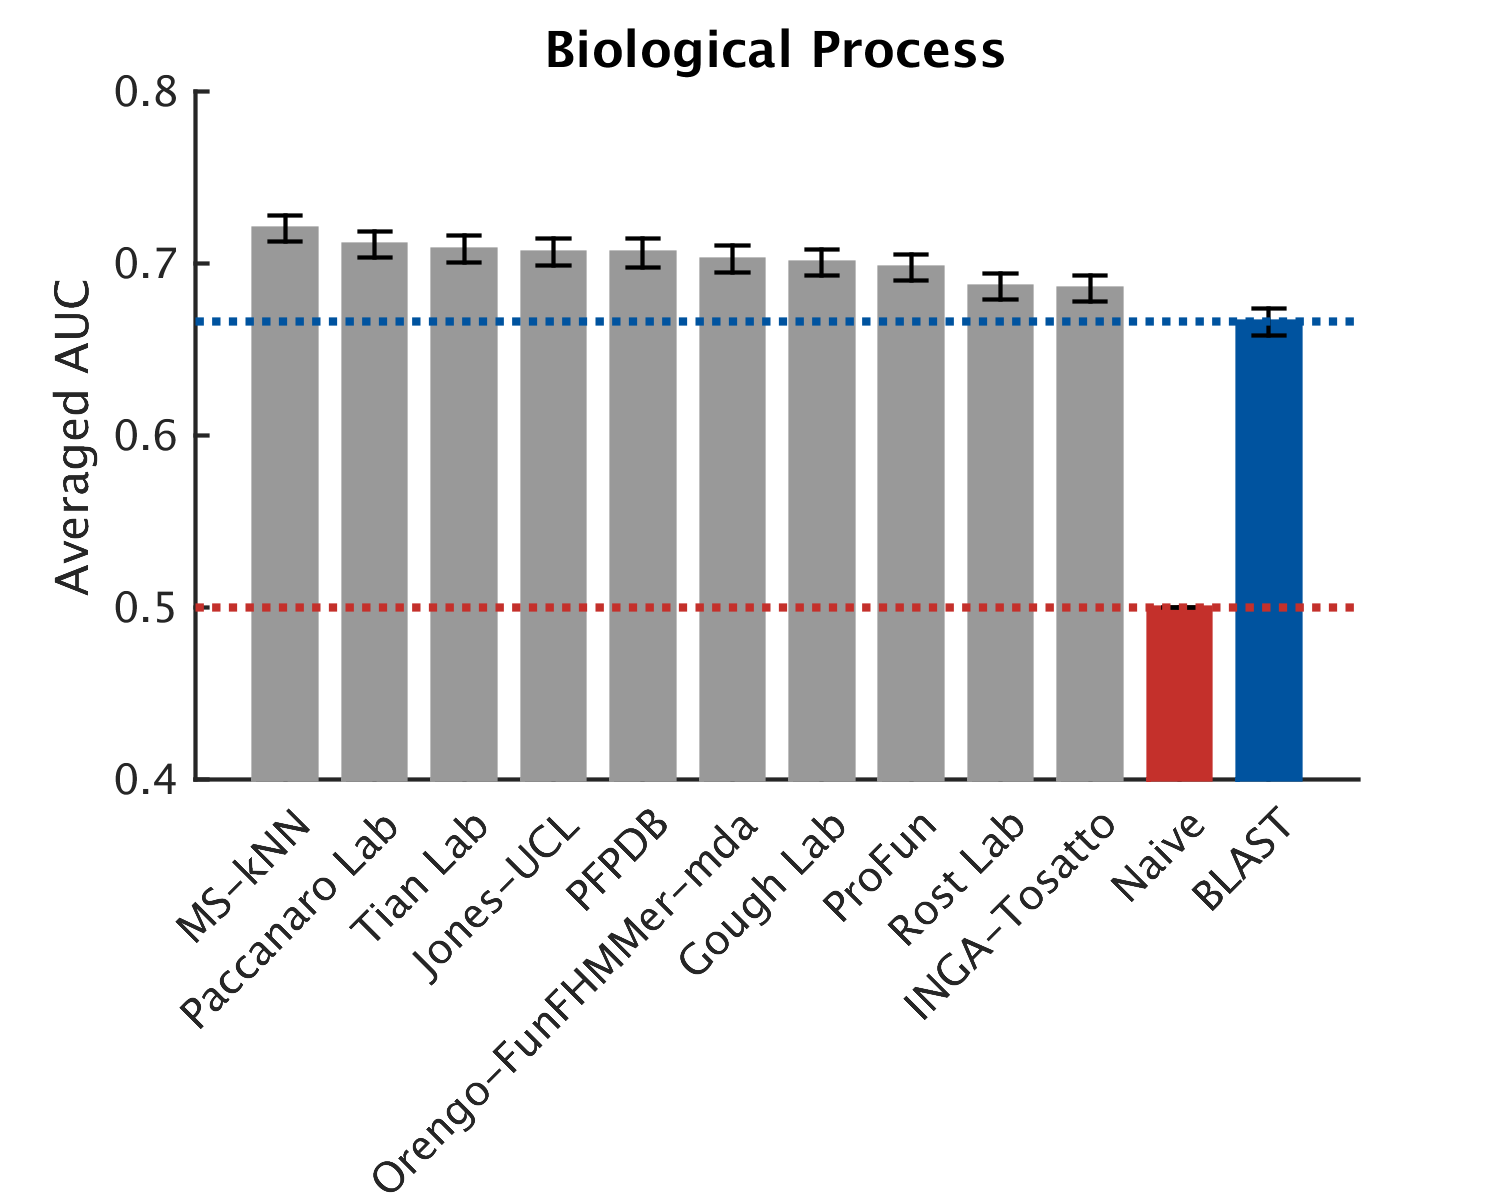 Biological Process
Averaged AUC
0.8
0.7
0.6
0.5
0.4
MS-kNN
Paccanaro Lab
Tian Lab
Jones-UCL
PFPDB
Orengo-FunFHMMer-mda
Gough Lab
ProFun
Rost Lab
INGA-Tosatto
Naive
BLAST